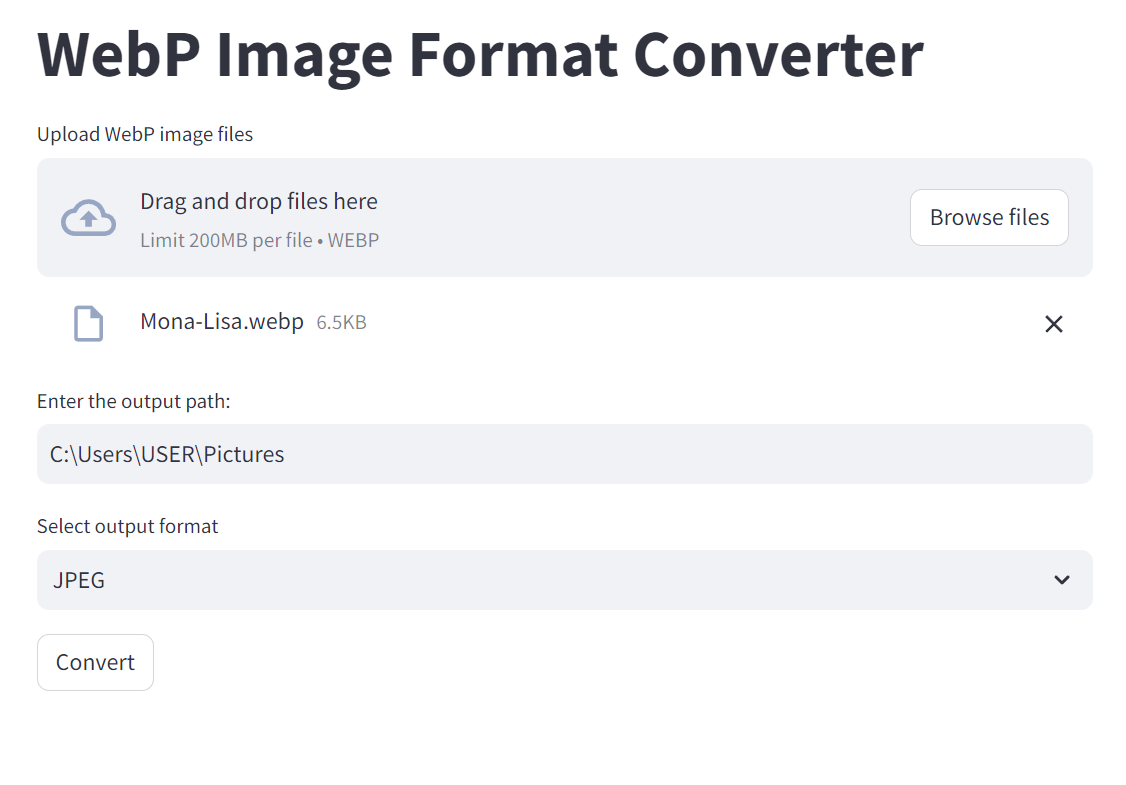 WebP Image Format Converter
Upload WebP image files
Drag and drop files here
Limit 200MB per file • WEBP
Browse files
Mona-Lisa.webp 6.5KB
Enter the output path:
C:\Users\USER\Pictures
Select output format
JPEG
Convert